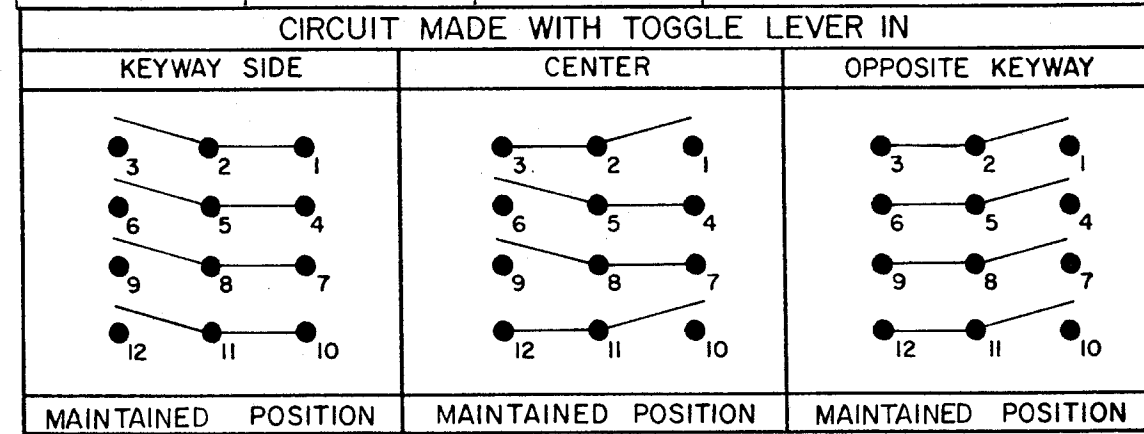 CIRCUIT MADE WITH TOGGLE LEVER IN
KEYWAY SIDE CENTER OPPOSITE KEYWAY
3 2 1 3. 2 1 3 2 1
6 5 4 6 5 4 6 5 4
9 8 7 9 8 7 9 8 7
12 11 10 12 11 10 12 11 10
MAINTAINED POSITION MAINTAINED POSITION MAINTAINED POSITION